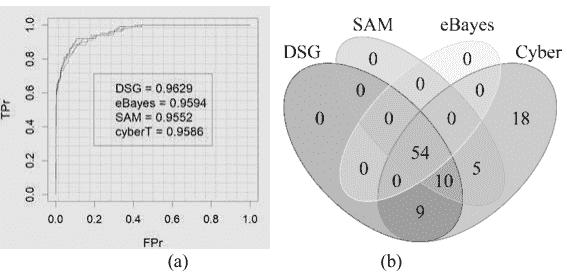 TPr
1.0
0.8
0.6
0.4
0.2
0.0
DSG = 0.9629
eBayes = 0.9594
SAM = 0.9552
cyberT = 0.9586
0.0 0.2 0.4 0.6 0.8 1.0
FPr
(a)
SAM eBayes
DSG Cyber
0 0
0 0 0 0
0 0 18
54
0 0 10 5
9
(b)